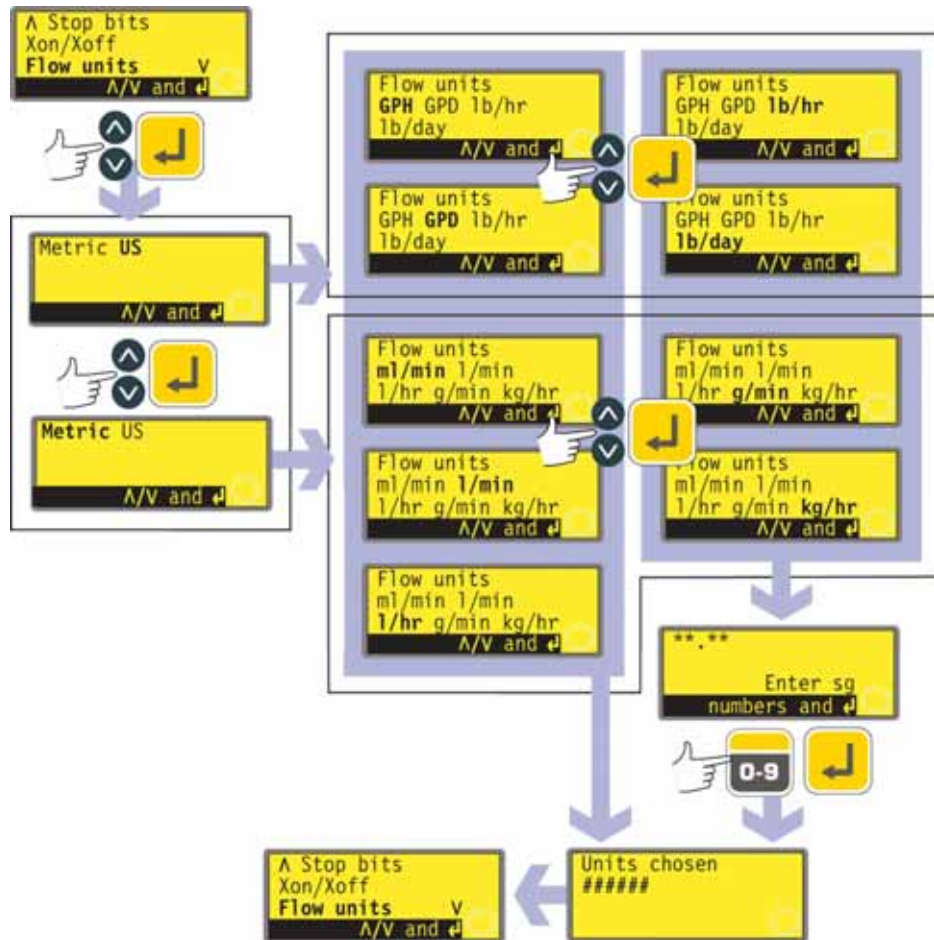 Λ Stop bits
Xon/Xoff
Flow units V
Λ/V and ↲
Metric US
Λ/V and ↲
Metric US
Λ/V and ↲
Flow units
GPH GPD lb/hr
lb/day
Λ/V and ↲
Flow units
GPH GPD lb/hr
lb/day
Λ/V and ↲
Flow units
GPH GPD lb/hr
lb/day
Λ/V and ↲
Flow units
GPH GPD lb/hr
lb/day
Λ/V and ↲
Flow units
ml/min l/min
l/hr g/min kg/hr
Λ/V and ↲
Flow units
ml/min l/min
l/hr g/min kg/hr
Λ/V and ↲
Flow units
ml/min l/min
l/hr g/min kg/hr
Λ/V and ↲
Flow units
ml/min l/min
l/hr g/min kg/hr
Λ/V and ↲
Flow units
ml/min l/min
l/hr g/min kg/hr
Λ/V and ↲
**.**
Enter sg
numbers and ↲
0-9
Λ Stop bits
Xon/Xoff
Flow units V
Λ/V and ↲
Units chosen
######